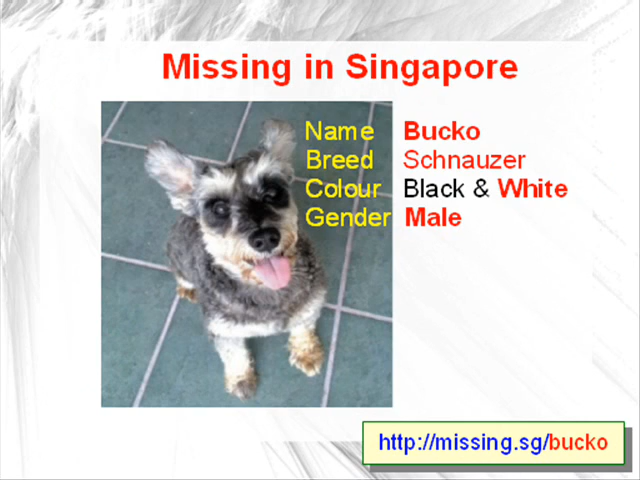 Missing in Singapore
Name Bucko
Breed Schnauzer
Colour Black & White
Gender Male
http://missing.sg/bucko